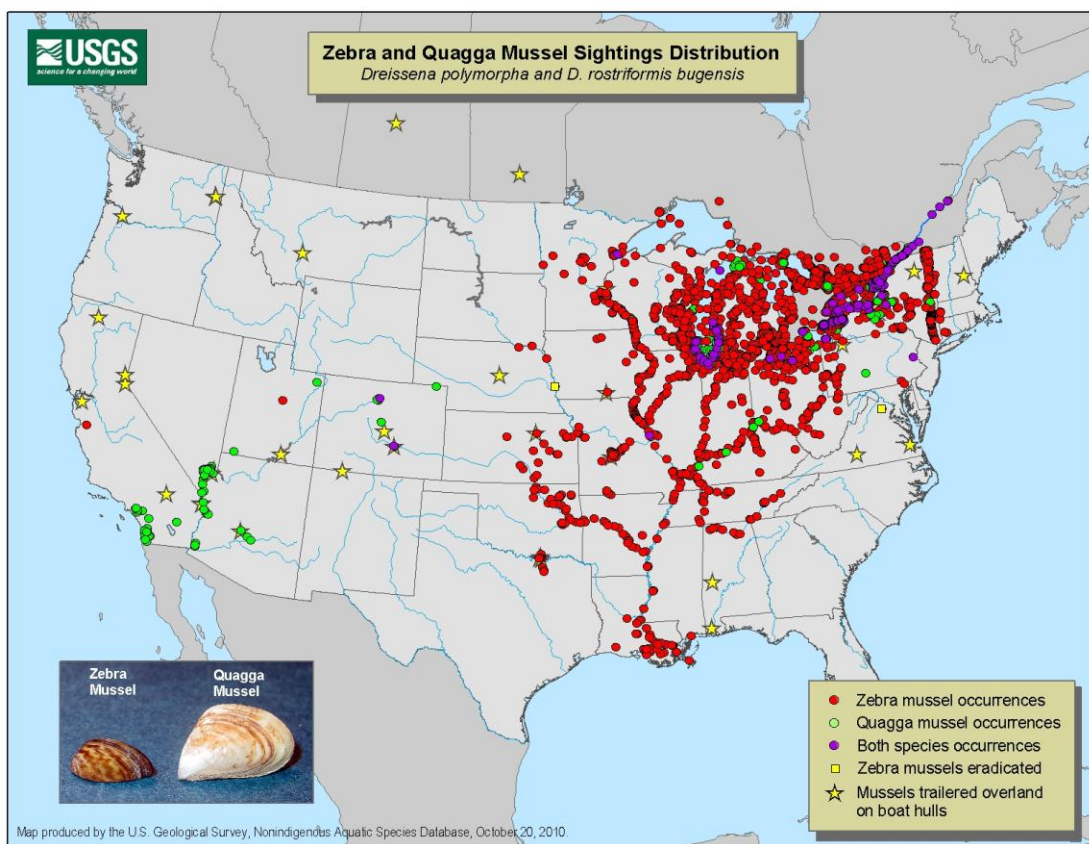 USGS
science for a changing world
Zebra and Quagga Mussel Sightings Distribution
Dreissena polymorpha and D. rostriformis bugensis
Zebra
Mussel
Quagga
Mussel
Zebra mussel occurrences
Quagga mussel occurrences
Both species occurrences
Zebra mussels eradicated
Mussels trailered overland
on boat hulls
Map produced by the U.S. Geological Survey, Nonindigenous Aquatic Species Database, October 20, 2010.